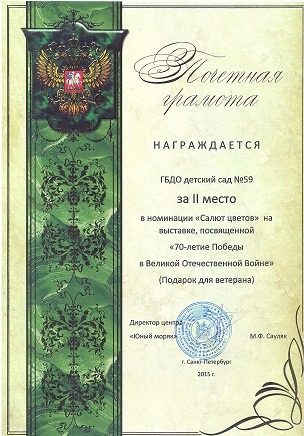 Почетная
грамота
НАГРАЖДАЕТСЯ
ГБДО детский сад №59
за II место
в номинации «Салют цветов» на
выставке, посвященной
«70-летие Победы
в Великой Отечественной Войне»
(Подарок для ветерана)
Директор центра
«Юный моряк» М.Ф. Сауляк
г. Санкт-Петербург
2015 г.